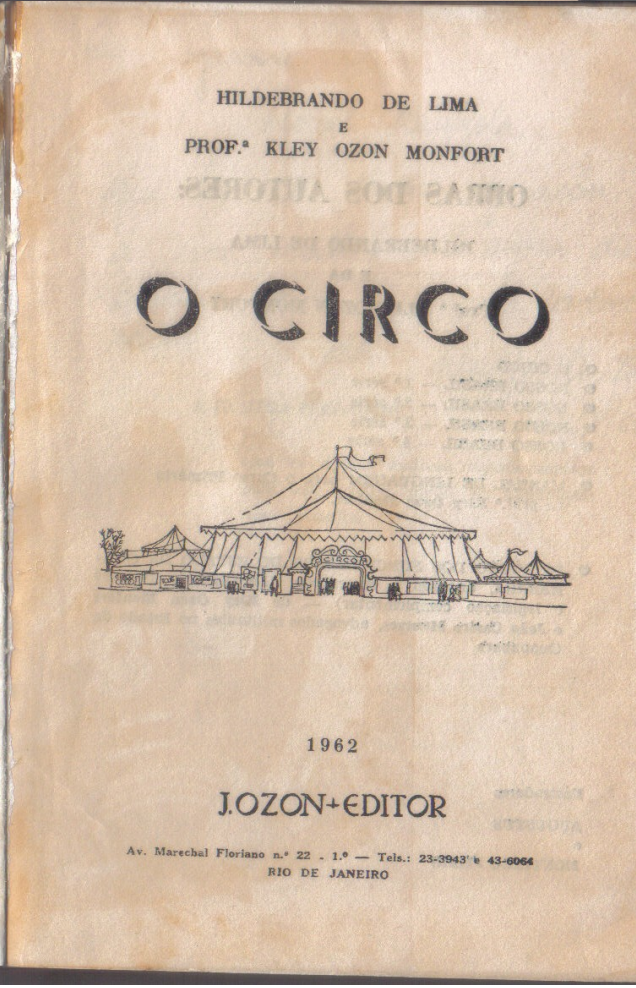 HILDEBRANDO DE LIMA
E
PROF.ª KLEY OZON MONFORT
O CIRCO
CIRCO
1962
J. OZON+EDITOR
Av. Marechal Floriano n.º 22 - 1.º — Tels.: 23-3943 e 43-6064
RIO DE JANEIRO